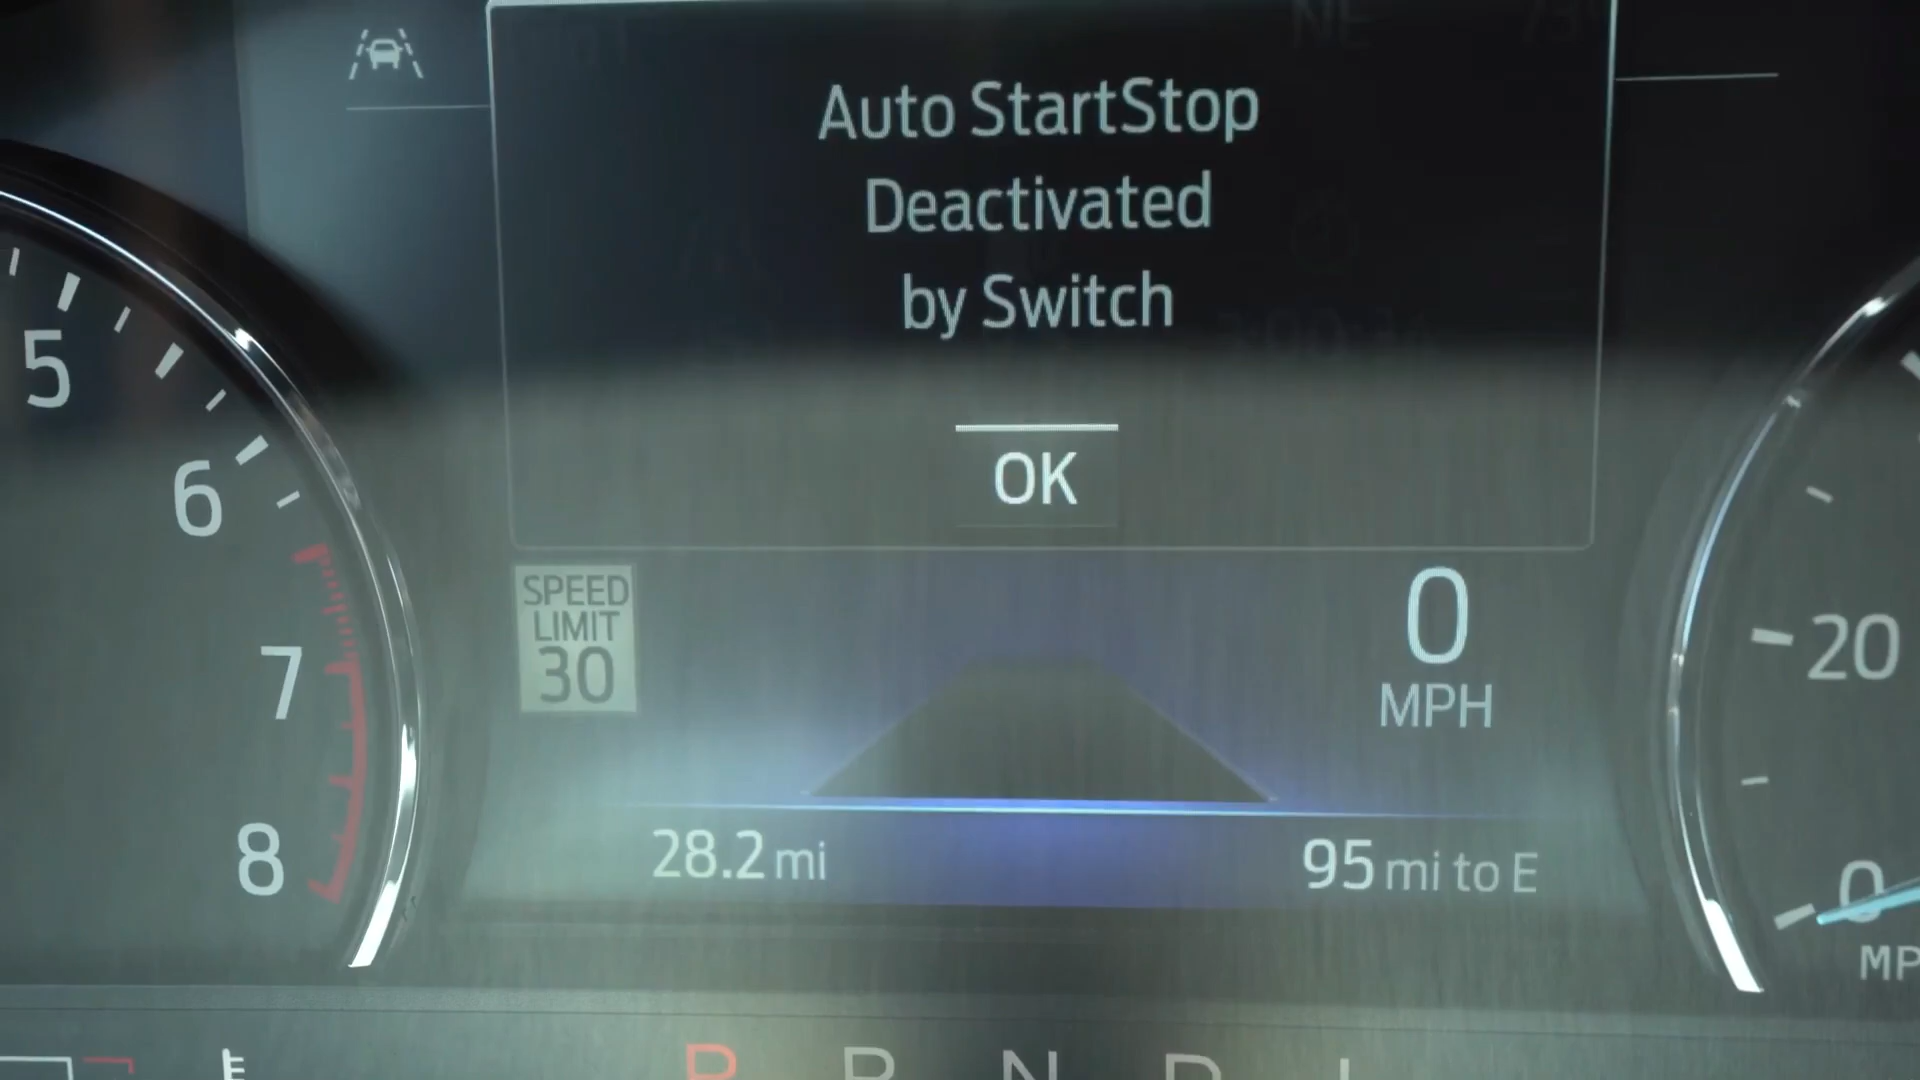 Auto StartStop
Deactivated
by Switch
OK
5
6
7
8
SPEED
LIMIT
30
0
MPH
20
0
28.2 mi
95 mi to E
P R N D L